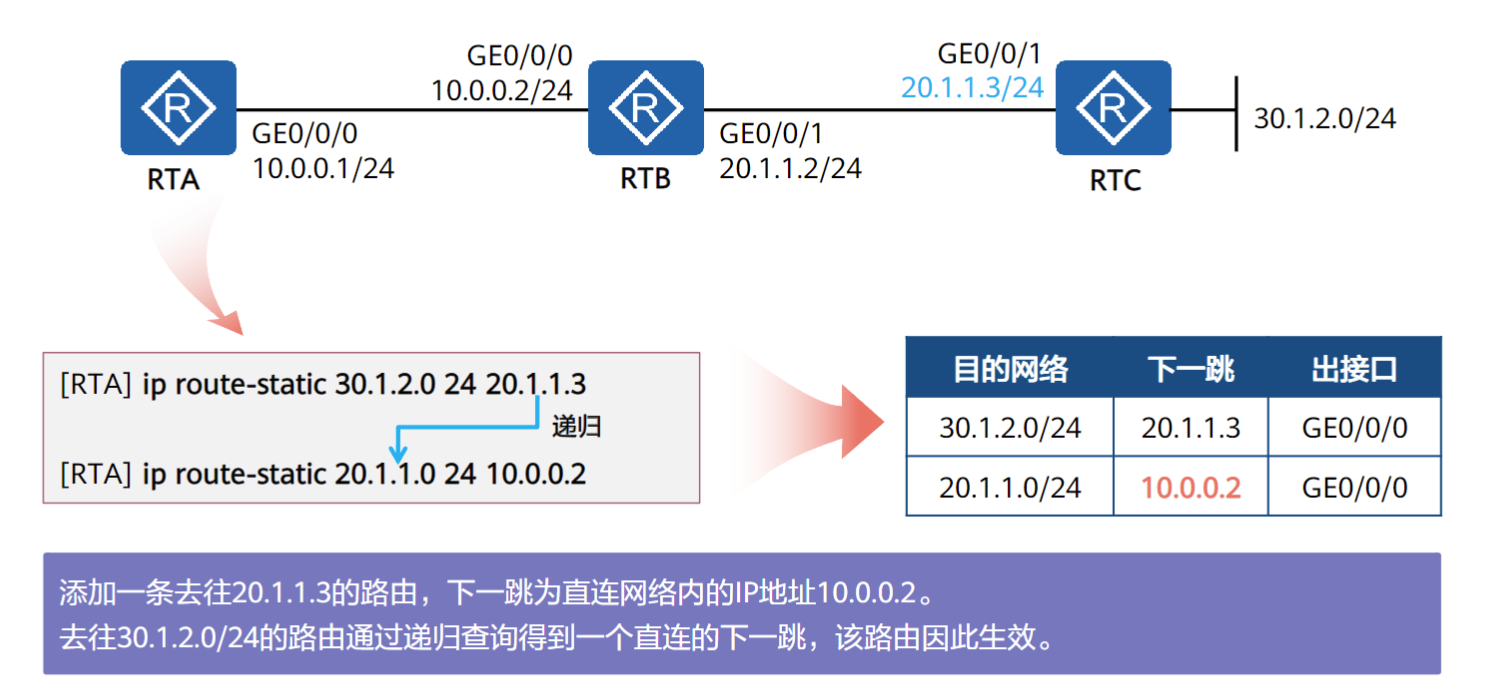 GE0/0/0
10.0.0.2/24
GE0/0/1
20.1.1.3/24
R
R
R
GE0/0/0
10.0.0.1/24
GE0/0/1
20.1.1.2/24
30.1.2.0/24
RTA
RTB
RTC
[RTA] ip route-static 30.1.2.0 24 20.1.1.3
递归
[RTA] ip route-static 20.1.1.0 24 10.0.0.2
目的网络 下一跳 出接口
30.1.2.0/24 20.1.1.3 GE0/0/0
20.1.1.0/24 10.0.0.2 GE0/0/0
添加一条去往20.1.1.3的路由，下一跳为直连网络内的IP地址10.0.0.2。
去往30.1.2.0/24的路由通过递归查询得到一个直连的下一跳，该路由因此生效。